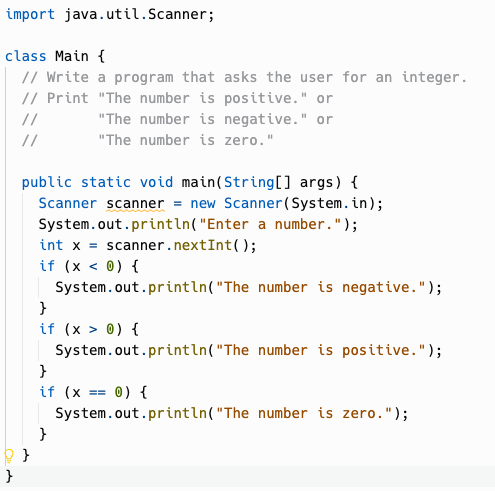 import java.util.Scanner;

class Main {
  // Write a program that asks the user for an integer.
  // Print "The number is positive." or
  //       "The number is negative." or
  //       "The number is zero."

  public static void main(String[] args) {
    Scanner scanner = new Scanner(System.in);
    System.out.println("Enter a number.");
    int x = scanner.nextInt();
    if (x < 0) {
      System.out.println("The number is negative.");
    }
    if (x > 0) {
      System.out.println("The number is positive.");
    }
    if (x == 0) {
      System.out.println("The number is zero.");
    }
  }
}